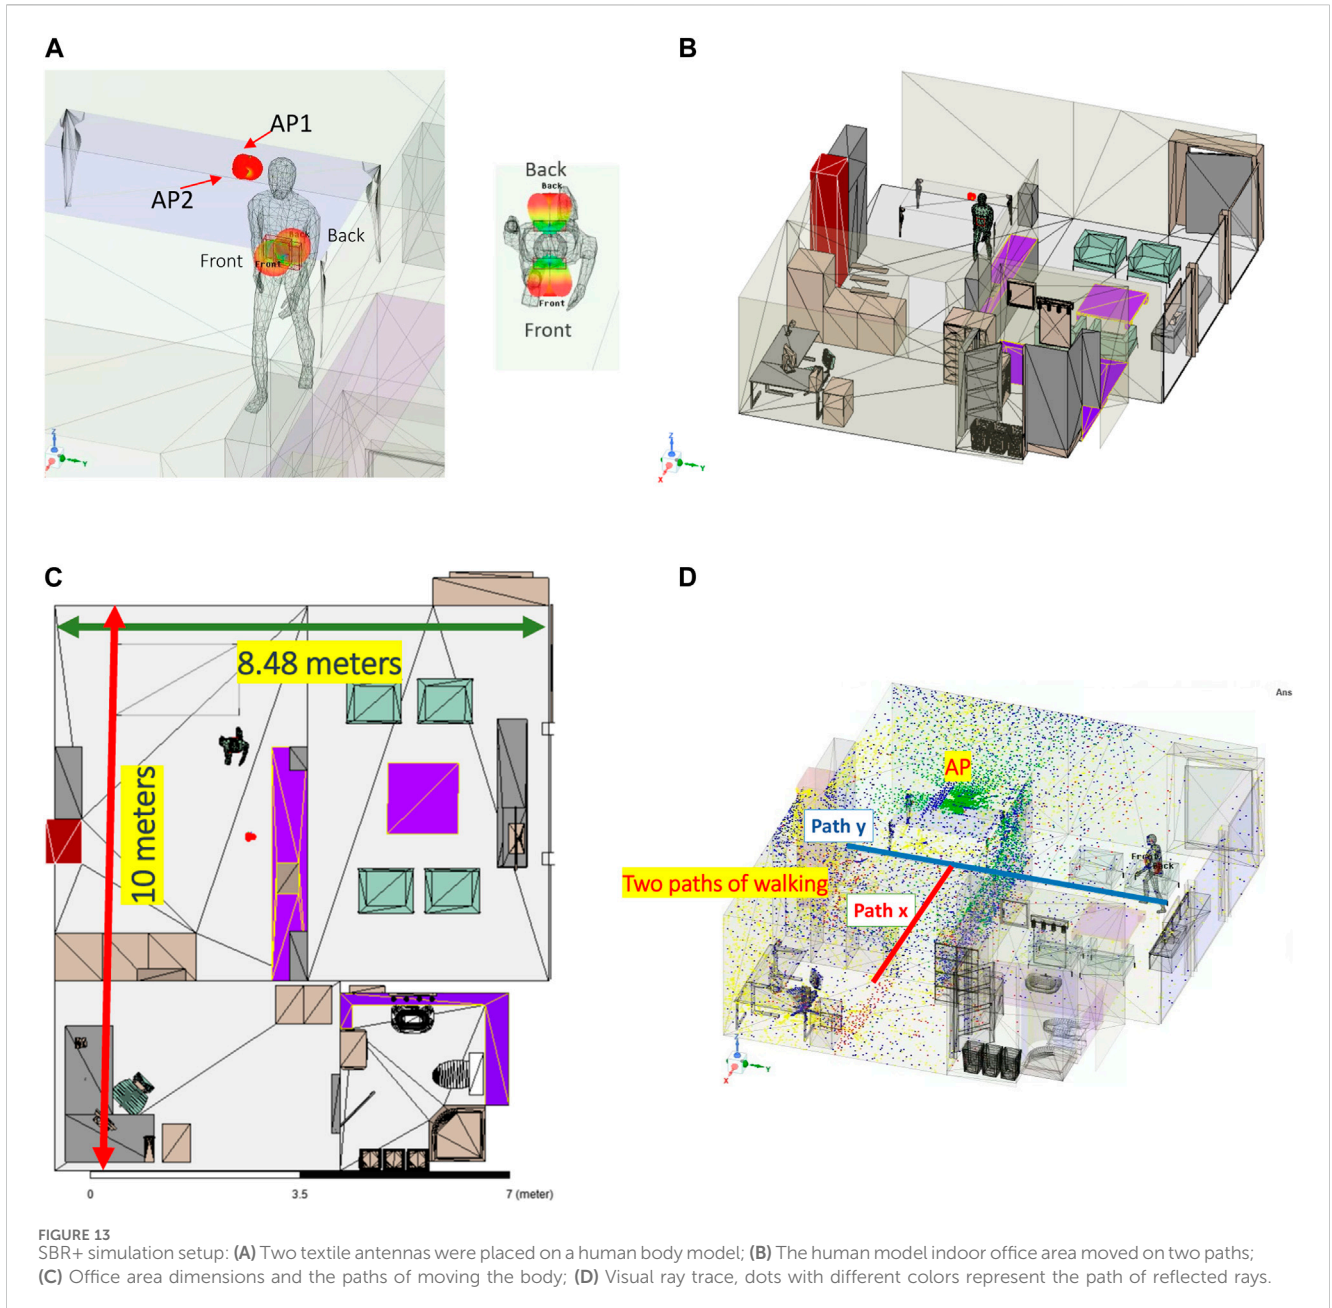 A
AP1
AP2
Back
Front
Back
Front
Back
Back
Front
Front
Z
Y
B
Z
Y
X
C
8.48 meters
10 meters
0
3.5
7 (meter)
D
Ans
AP
Path y
Two paths of walking
Path x
Z
Y
X
FIGURE 13
SBR+ simulation setup: (A) Two textile antennas were placed on a human body model; (B) The human model indoor office area moved on two paths;
(C) Office area dimensions and the paths of moving the body; (D) Visual ray trace, dots with different colors represent the path of reflected rays.